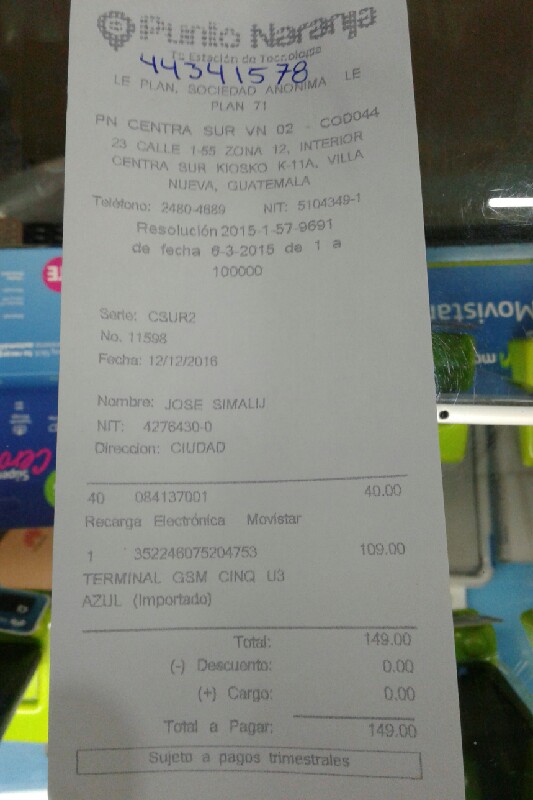 Punto Naranja
Tu Estación de Tecnología
44341578
LE PLAN, SOCIEDAD ANONIMA LE
PLAN 71
PN CENTRA SUR VN 02 - COD044
23 CALLE 1-55 ZONA 12, INTERIOR
CENTRA SUR KIOSKO K-11A, VILLA
NUEVA, GUATEMALA
Teléfono: 2480-4689 NIT: 5104349-1
Resolución 2015-1-57-9691
de fecha 6-3-2015 de 1 a
100000
Serie: CSUR2
No. 11598
Fecha: 12/12/2016
Nombre: JOSE SIMALIJ
NIT: 4276430-0
Direccion: CIUDAD
40 084137001 40.00
Recarga Electrónica Movistar
1 352246075204753 109.00
TERMINAL GSM CINQ U3
AZUL (Importado)
Total: 149.00
(-) Descuento: 0.00
(+) Cargo: 0.00
Total a Pagar: 149.00
Sujeto a pagos trimestrales
Movistar